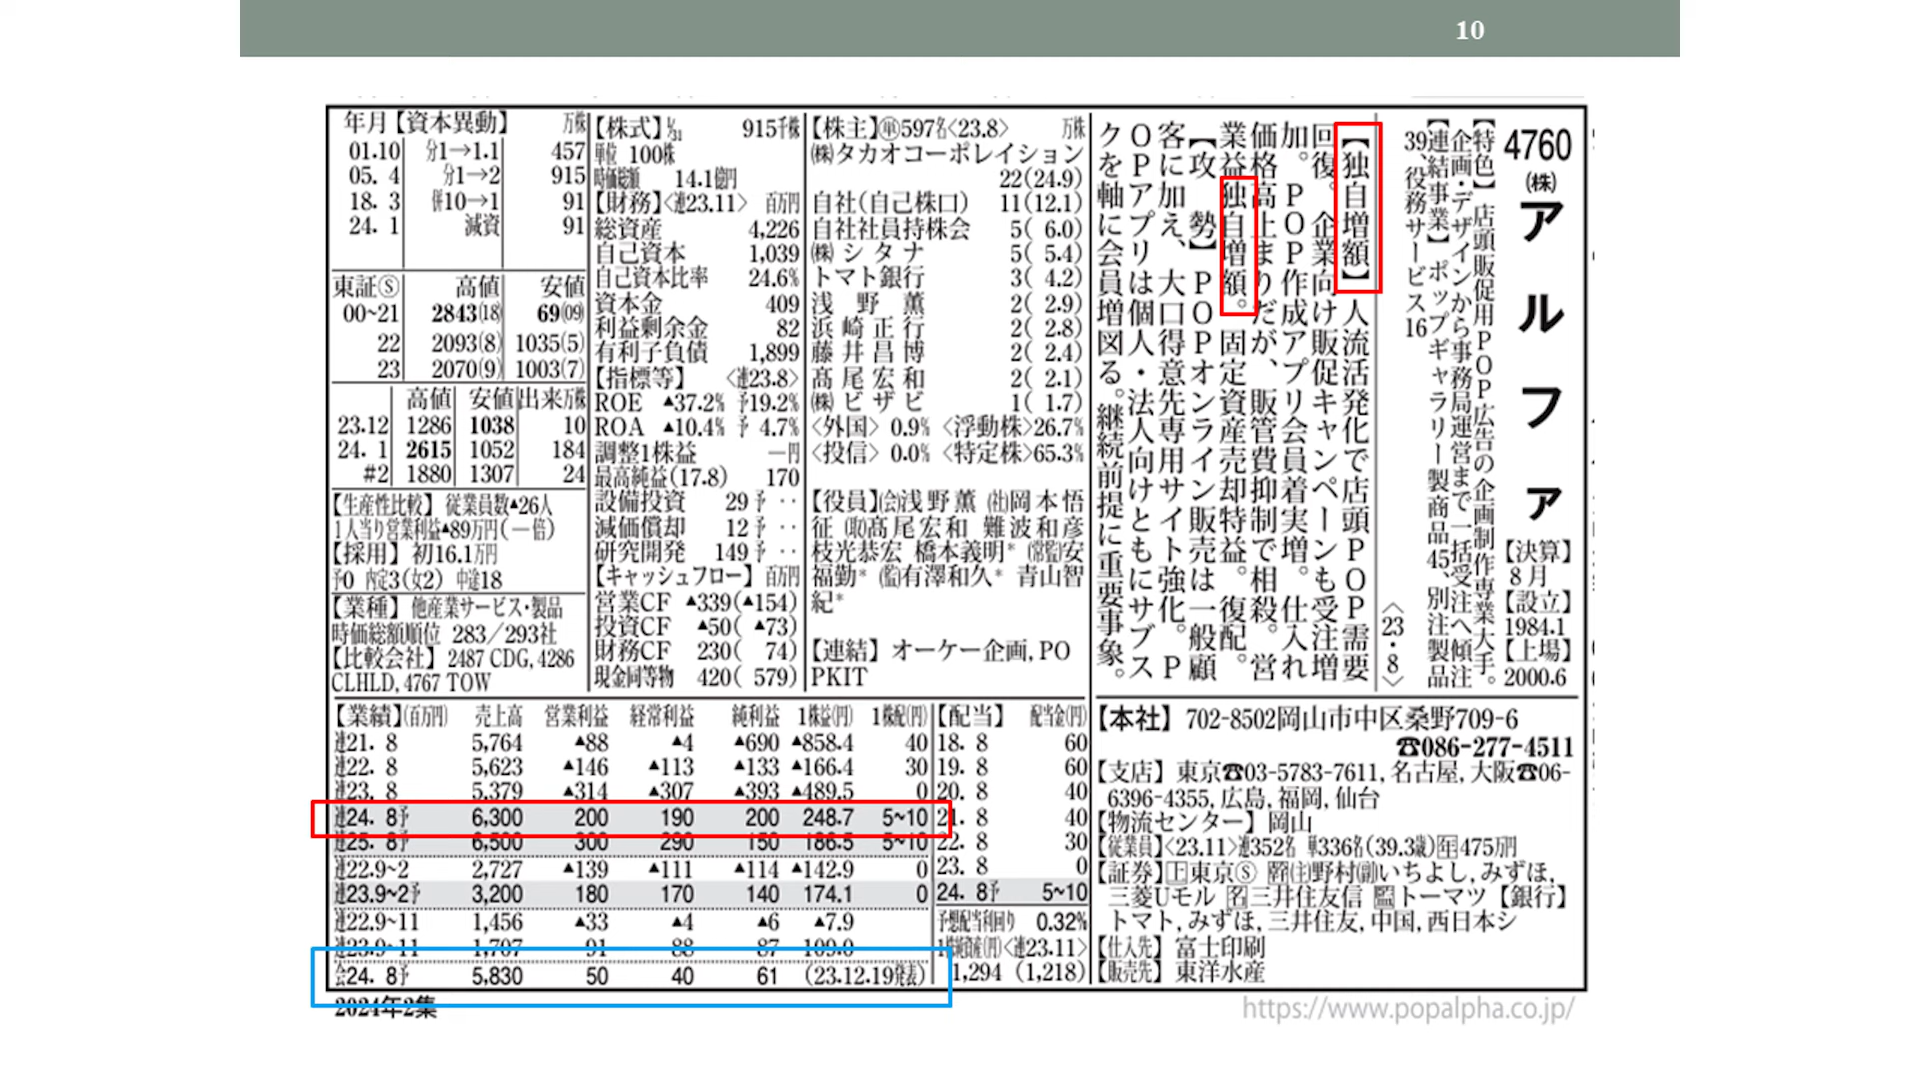 10
4760
㈱アルファ
【決算】
8月
【設立】
1984.1
【上場】
2000.6
【特色】店頭販促用POP広告の企画制作専業大手。
企画・デザインから事務局運営まで一括受注へ傾注
【連結事業】ポップギャラリー製商品45、別注製品
39、役務サービス16
〈23・8〉
【独自増額】人流活発化で店頭POP需要
回復。企業向け販促キャンペーンも受注増
加。POP作成アプリ会員着実増。仕入れ
価格高止まりだが、販管費抑制で相殺。営
業益独自増額。固定資産売却特益。復配。
【攻 勢】POPオンライン販売は一般顧
客に加え、大口得意先専用サイト強化。P
OPアプリは個人・法人向けともにサブス
クを軸に会員増図る。継続前提に重要事象。
年月【資本異動】 万株
01.10 分1→1.1 457
05. 4 分1→2 915
18. 3 併10→1 91
24. 1 減資 91
東証Ⓢ 高値 安値
00~21 2843(18) 69(09)
22 2093(8) 1035(5)
23 2070(9) 1003(7)
高値 安値 出来万株
23.12 1286 1038 10
24. 1 2615 1052 184
#2 1880 1307 24
【生産性比較】従業員数▲26人
1人当り営業利益▲89万円(―倍)
【採用】初16.1万円
予0 内定3(女2) 中途18
【業種】他産業サービス・製品
時価総額順位 283/293社
【比較会社】2487 CDG, 4286
CLHLD, 4767 TOW
【株式】1/31 915千株
単位 100株
時価総額 14.1億円
【財務】〈連23.11〉 百万円
総資産 4,226
自己資本 1,039
自己資本比率 24.6%
資本金 409
利益剰余金 82
有利子負債 1,899
【指標等】 〈連23.8〉
ROE ▲37.2% 予19.2%
ROA ▲10.4% 予 4.7%
調整1株益 ―円
最高純益(17.8) 170
設備投資 29 予 ‥
減価償却 12 予 ‥
研究開発 149 予 ‥
【キャッシュフロー】百万円
営業CF ▲339(▲154)
投資CF ▲50( ▲73)
財務CF 230( 74)
現金同等物 420( 579)
【株主】㊥597名〈23.8〉 万株
㈱タカオコーポレイション
22(24.9)
自社(自己株口) 11(12.1)
自社社員持株会 5( 6.0)
㈱シタナ 5( 5.4)
トマト銀行 3( 4.2)
浅野薫 2( 2.9)
浜崎正行 2( 2.8)
藤井昌博 2( 2.4)
髙尾宏和 2( 2.1)
㈱ビザビ 1( 1.7)
〈外国〉 0.9% 〈浮動株〉26.7%
〈投信〉 0.0% 〈特定株〉65.3%
【役員】(会)浅野薫 (社)岡本悟
征 (取)髙尾宏和 難波和彦
枝光恭宏 橋本義明* (常監)安
福勤* (監)有澤和久* 青山智
紀*
【連結】オーケー企画, PO
PKIT
【業績】(百万円) 売上高 営業利益 経常利益 純利益 1株益(円) 1株配(円)
連21. 8 5,764 ▲88 ▲4 ▲690 ▲858.4 40
連22. 8 5,623 ▲146 ▲113 ▲133 ▲166.4 30
連23. 8 5,379 ▲314 ▲307 ▲393 ▲489.5 0
連24. 8予 6,300 200 190 200 248.7 5~10
連25. 8予 6,500 300 290 150 186.5 5~10
連22.9~2 2,727 ▲139 ▲111 ▲114 ▲142.9 0
連23.9~2予 3,200 180 170 140 174.1 0
連22.9~11 1,456 ▲33 ▲4 ▲6 ▲7.9
連23.9~11 1,707 91 88 87 109.0
会24. 8予 5,830 50 40 61 (23.12.19発表)
【配当】 配当金(円)
18. 8 60
19. 8 60
20. 8 40
21. 8 40
22. 8 30
23. 8 0
24. 8予 5~10
予想配当利回り 0.32%
1株純資産(円)〈連23.11〉
1,294 (1,218)
【本社】702-8502岡山市中区桑野709-6
☎086-277-4511
【支店】東京☎03-5783-7611, 名古屋, 大阪☎06-
6396-4355, 広島, 福岡, 仙台
【物流センター】岡山
【従業員】〈23.11〉連352名 単336名(39.3歳)年475万円
【証券】上東京Ⓢ 幹(主)野村(副)いちよし, みずほ,
三菱Uモル 名三井住友信 監トーマツ【銀行】
トマト, みずほ, 三井住友, 中国, 西日本シ
【仕入先】富士印刷
【販売先】東洋水産
2024年2集
https://www.popalpha.co.jp/